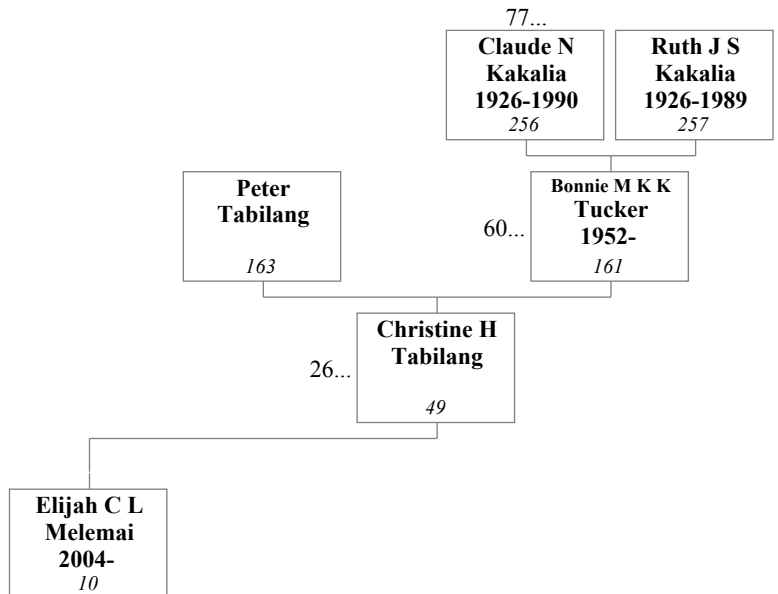 77...
Claude N
Kakalia
1926-1990
256
Ruth J S
Kakalia
1926-1989
257
Peter
Tabilang
163
60...
Bonnie M K K
Tucker
1952-
161
26...
Christine H
Tabilang
49
Elijah C L
Melemai
2004-
10